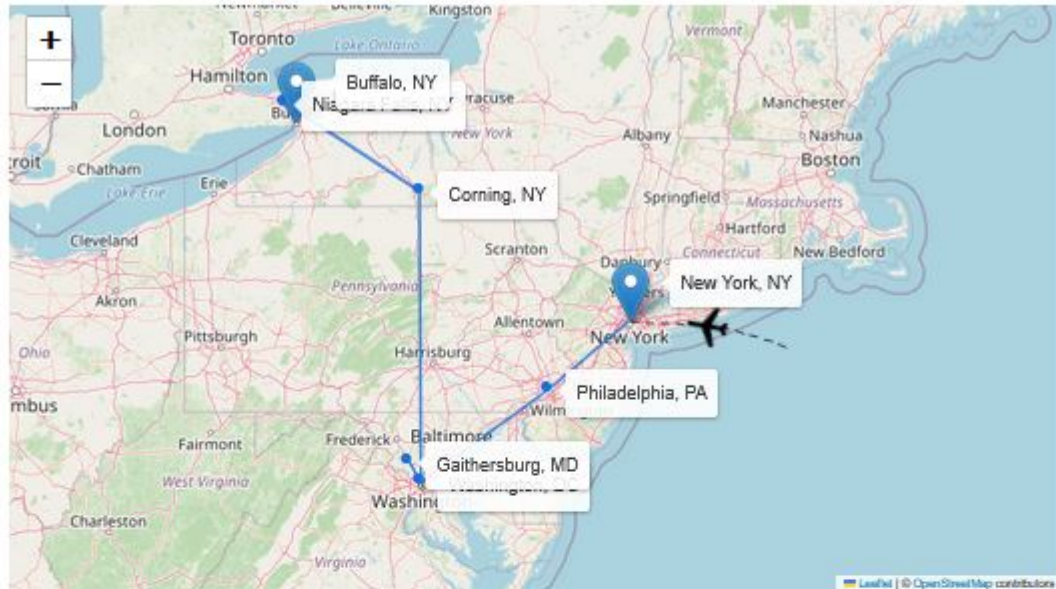 Kingston
Vermont
Toronto
Lake Ontario
+
Hamilton
Buffalo, NY
−
Niagara Falls, NY
Manchester
London
New York
Albany
Nashua
Boston
Chatham
Erie
Lake Erie
Corning, NY
Springfield
Massachusetts
Hartford
Cleveland
Scranton
Danbury
Connecticut
New Bedford
Akron
Pennsylvania
New York, NY
Allentown
New York
Pittsburgh
Ohio
Harrisburg
Philadelphia, PA
Wilm
Frederick
Baltimore
Fairmont
Gaithersburg, MD
West Virginia
Washington, DC
Washing
Charleston
Virginia
Leaflet | © OpenStreetMap contributors